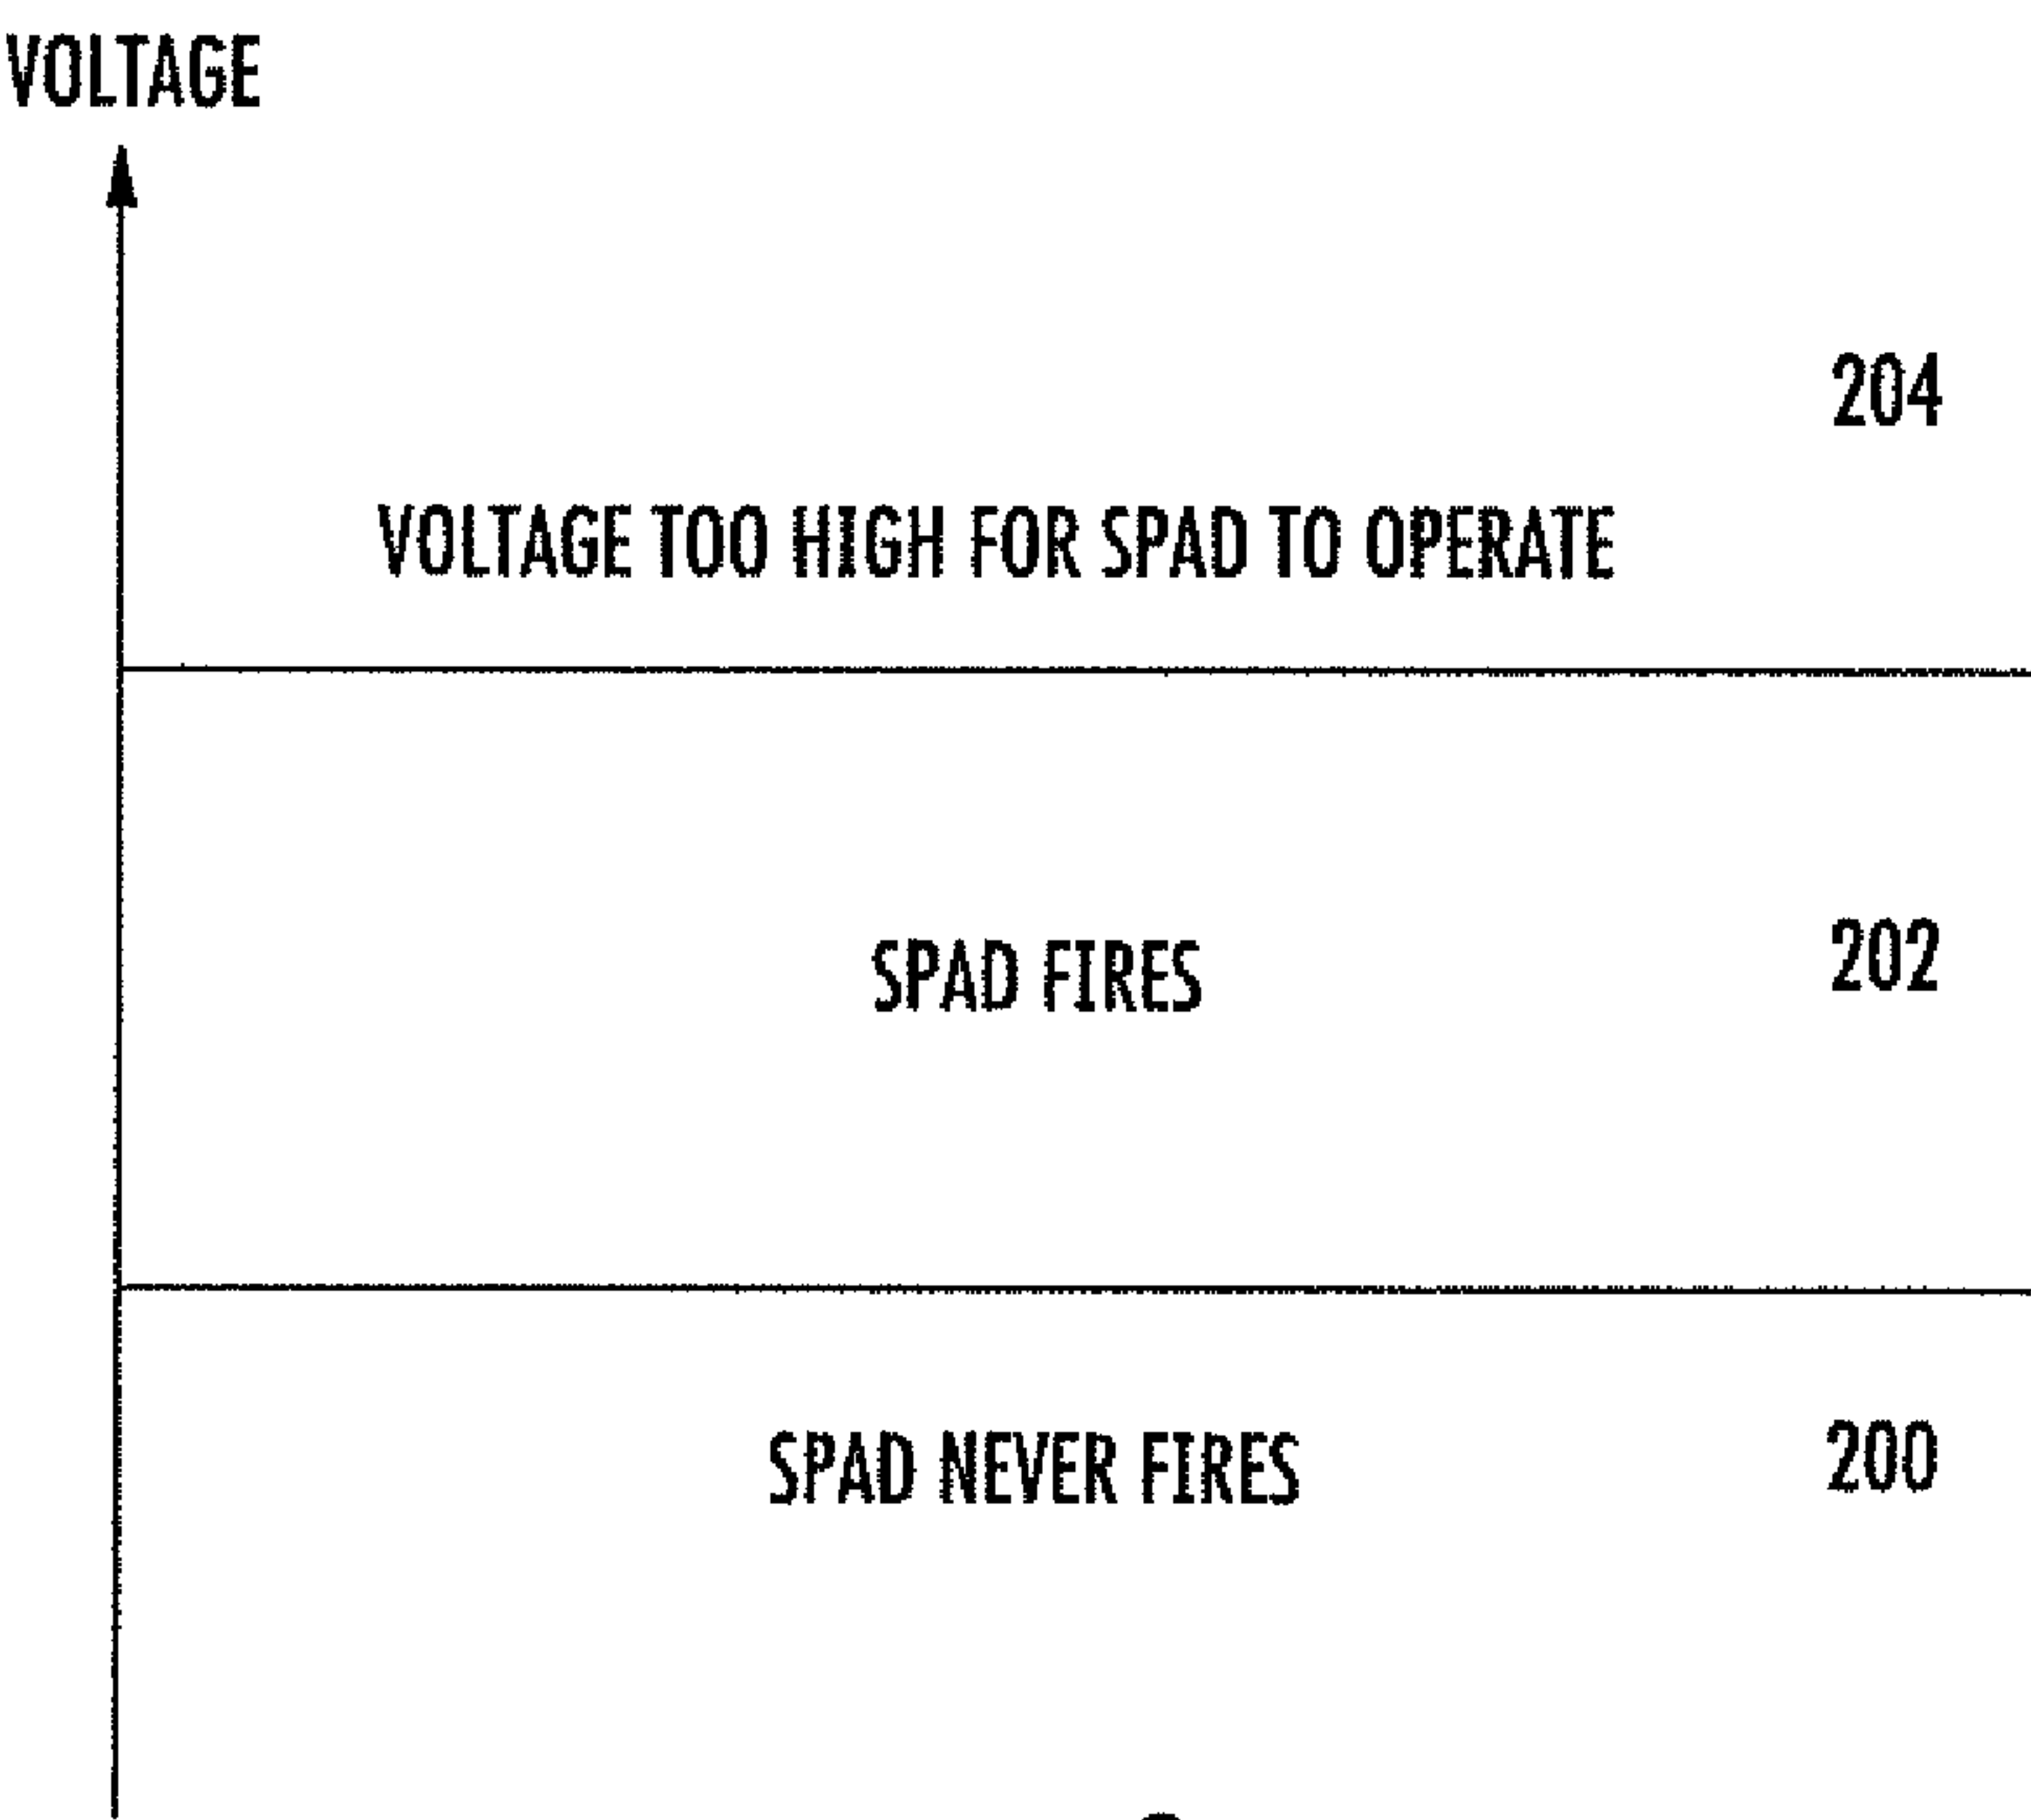 VOLTAGE
204
VOLTAGE TOO HIGH FOR SPAD TO OPERATE
202
SPAD FIRES
200
SPAD NEVER FIRES